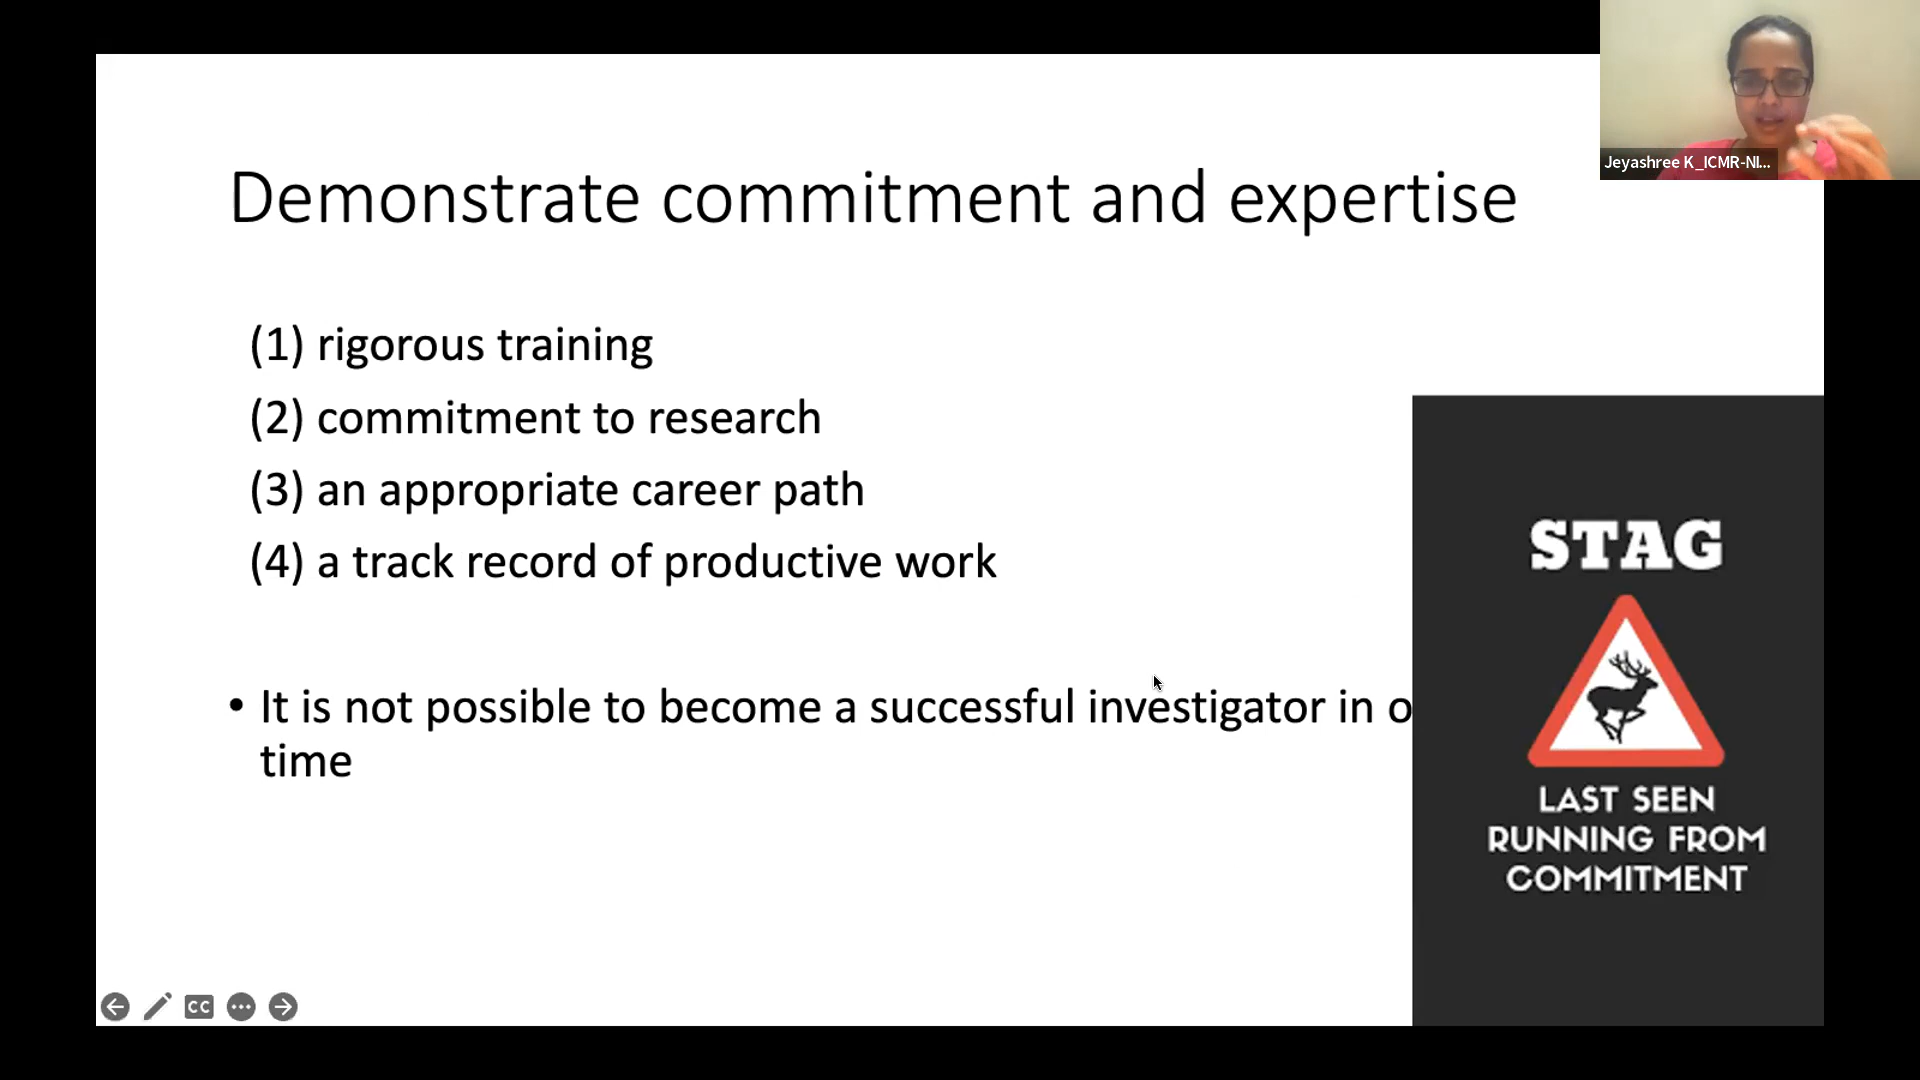 Jeyashree K_ICMR-NI...
Demonstrate commitment and expertise
(1) rigorous training
(2) commitment to research
(3) an appropriate career path
(4) a track record of productive work
• It is not possible to become a successful investigator in o
time
STAG
LAST SEEN
RUNNING FROM
COMMITMENT
CC